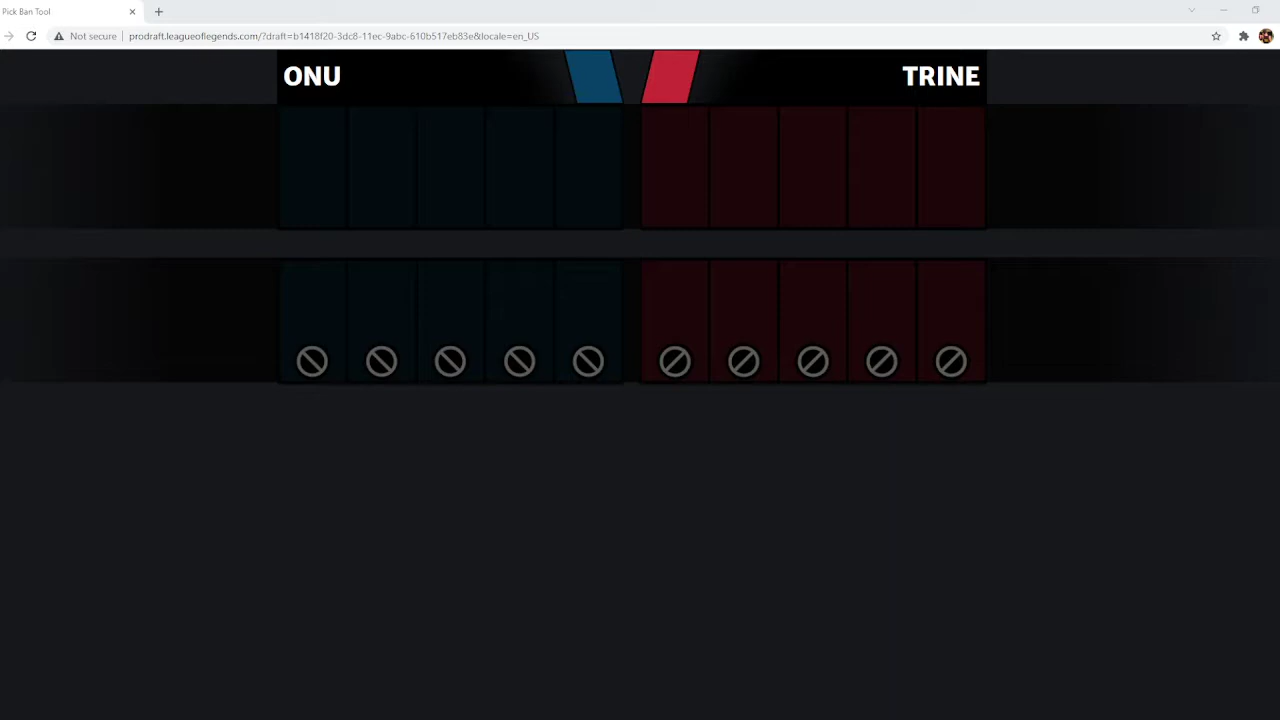 Pick Ban Tool
Not secure
prodraft.leagueoflegends.com/?draft=b1418f20-3dc8-11ec-9abc-610b517eb83e&locale=en_US
ONU
TRINE